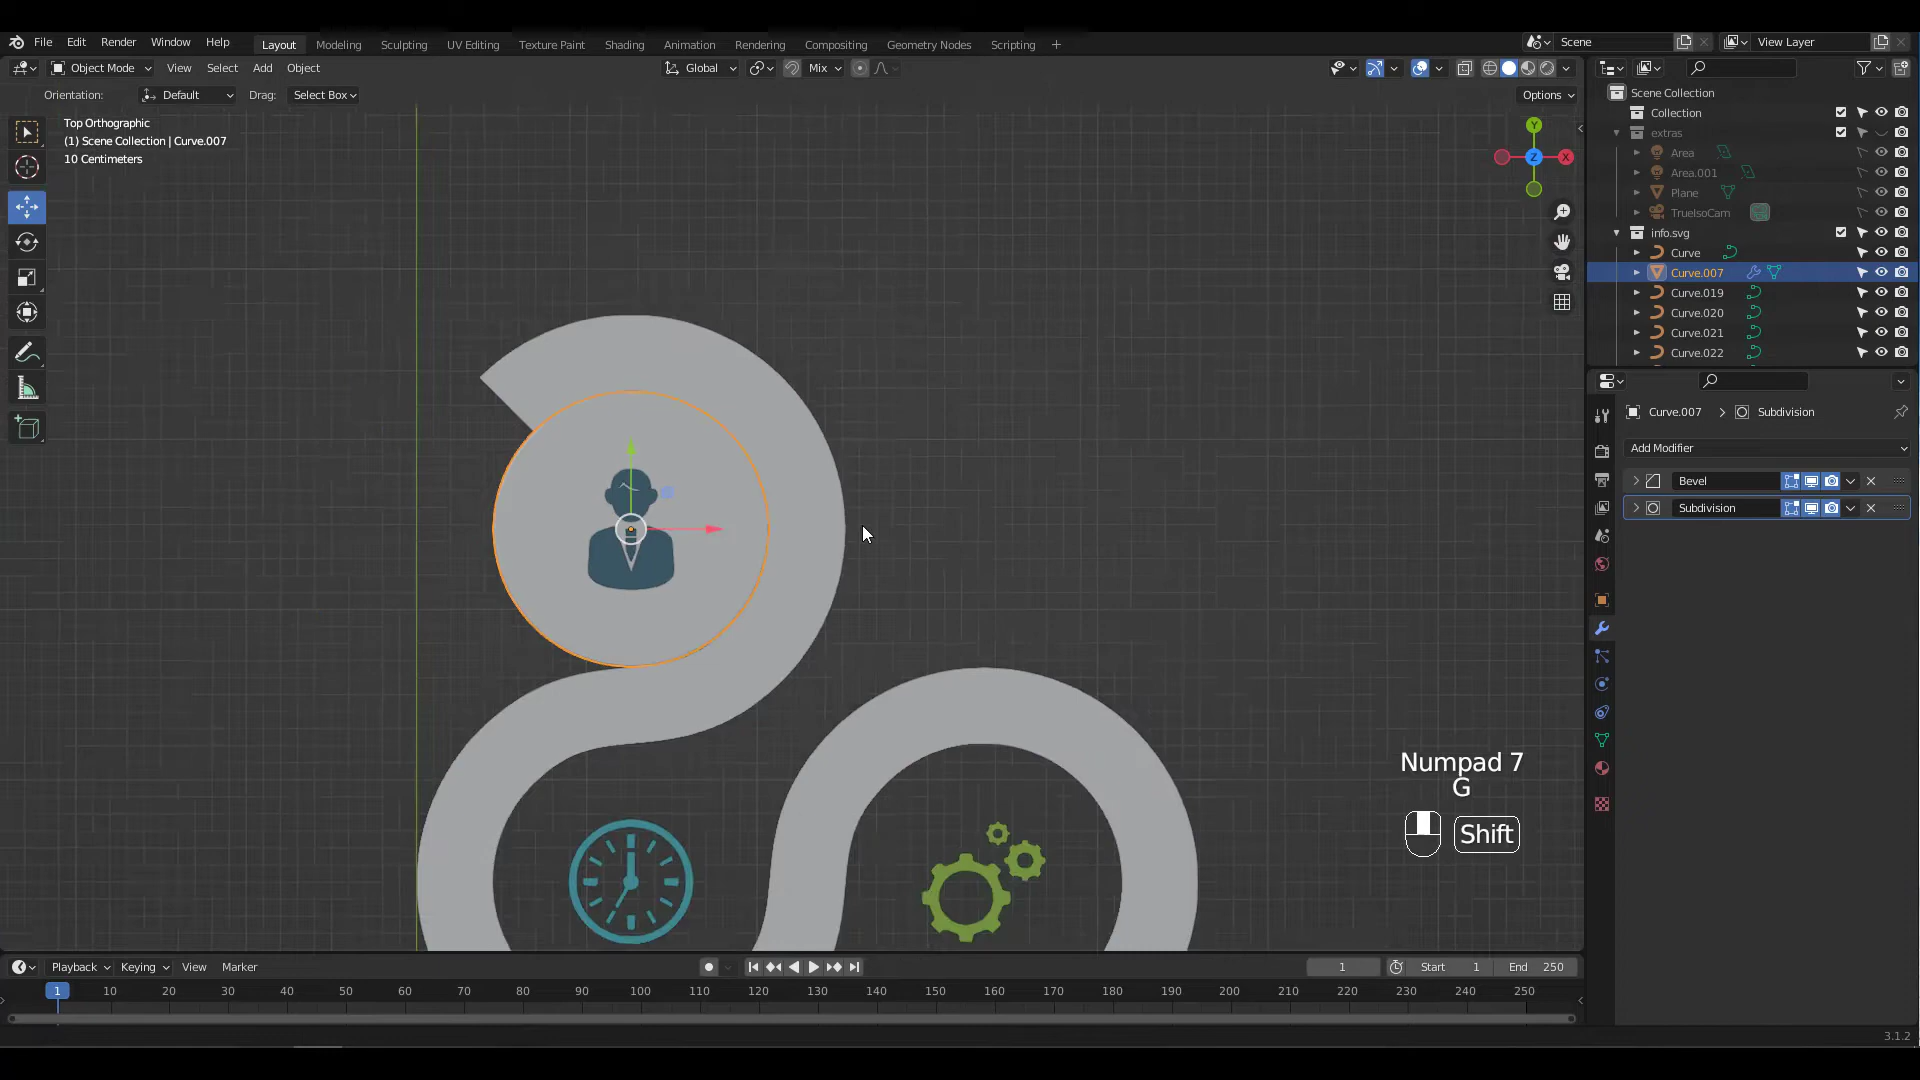 File Edit Render Window Help Layout Modeling Sculpting UV Editing Texture Paint Shading Animation Rendering Compositing Geometry Nodes Scripting + Scene View Layer
Object Mode View Select Add Object Global Mix
Orientation: Default Drag: Select Box Options
Top Orthographic
(1) Scene Collection | Curve.007
10 Centimeters
Y
X
Z
Scene Collection
Collection
extras
Area
Area.001
Plane
TrueIsoCam
info.svg
Curve
Curve.007
Curve.019
Curve.020
Curve.021
Curve.022
Curve.007 > Subdivision
Add Modifier
Bevel
Subdivision
Numpad 7
G
Shift
Playback Keying View Marker 1 Start 1 End 250
1 10 20 30 40 50 60 70 80 90 100 110 120 130 140 150 160 170 180 190 200 210 220 230 240 250
3.1.2